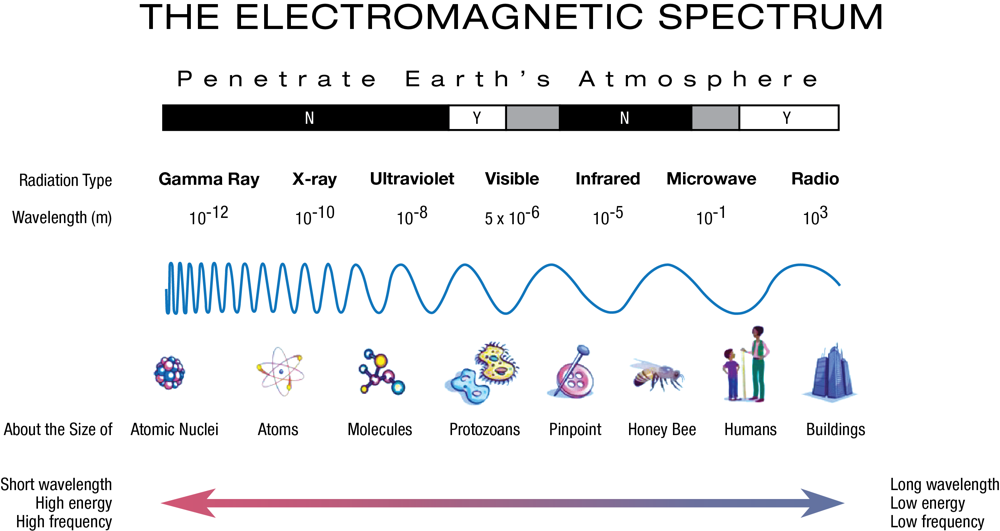 THE ELECTROMAGNETIC SPECTRUM
Penetrate Earth's Atmosphere
N Y N Y
Radiation Type Gamma Ray X-ray Ultraviolet Visible Infrared Microwave Radio
Wavelength (m) 10⁻¹² 10⁻¹⁰ 10⁻⁸ 5 x 10⁻⁶ 10⁻⁵ 10⁻¹ 10³
About the Size of Atomic Nuclei Atoms Molecules Protozoans Pinpoint Honey Bee Humans Buildings
Short wavelength
High energy
High frequency
Long wavelength
Low energy
Low frequency